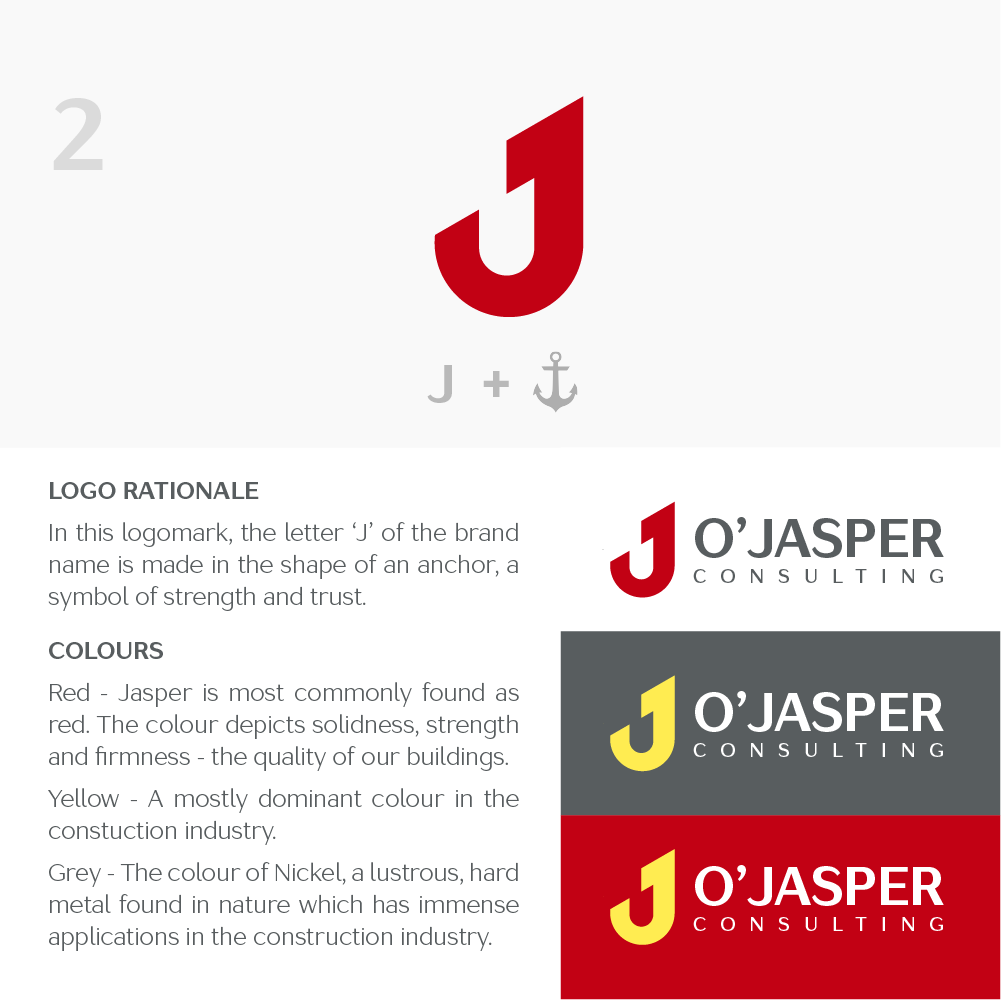 2
J +
LOGO RATIONALE
In this logomark, the letter ‘J’ of the brand
name is made in the shape of an anchor, a
symbol of strength and trust.
COLOURS
Red - Jasper is most commonly found as
red. The colour depicts solidness, strength
and firmness - the quality of our buildings.
Yellow - A mostly dominant colour in the
constuction industry.
Grey - The colour of Nickel, a lustrous, hard
metal found in nature which has immense
applications in the construction industry.
O’JASPER
CONSULTING
O’JASPER
CONSULTING
O’JASPER
CONSULTING